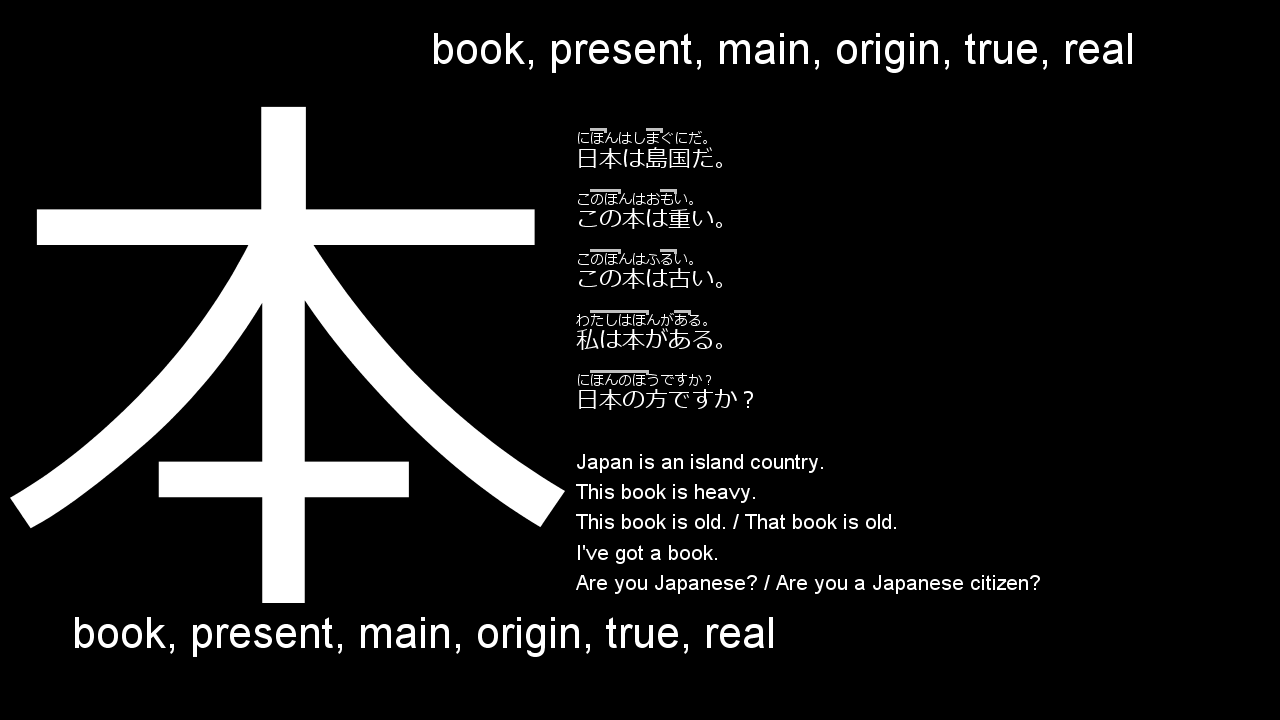 book, present, main, origin, true, real
本
にほんはしまぐにだ。
日本は島国だ。
このほんはおもい。
この本は重い。
このほんはふるい。
この本は古い。
わたしはほんがある。
私は本がある。
にほんのほうですか？
日本の方ですか？
Japan is an island country.
This book is heavy.
This book is old. / That book is old.
I've got a book.
Are you Japanese? / Are you a Japanese citizen?
book, present, main, origin, true, real